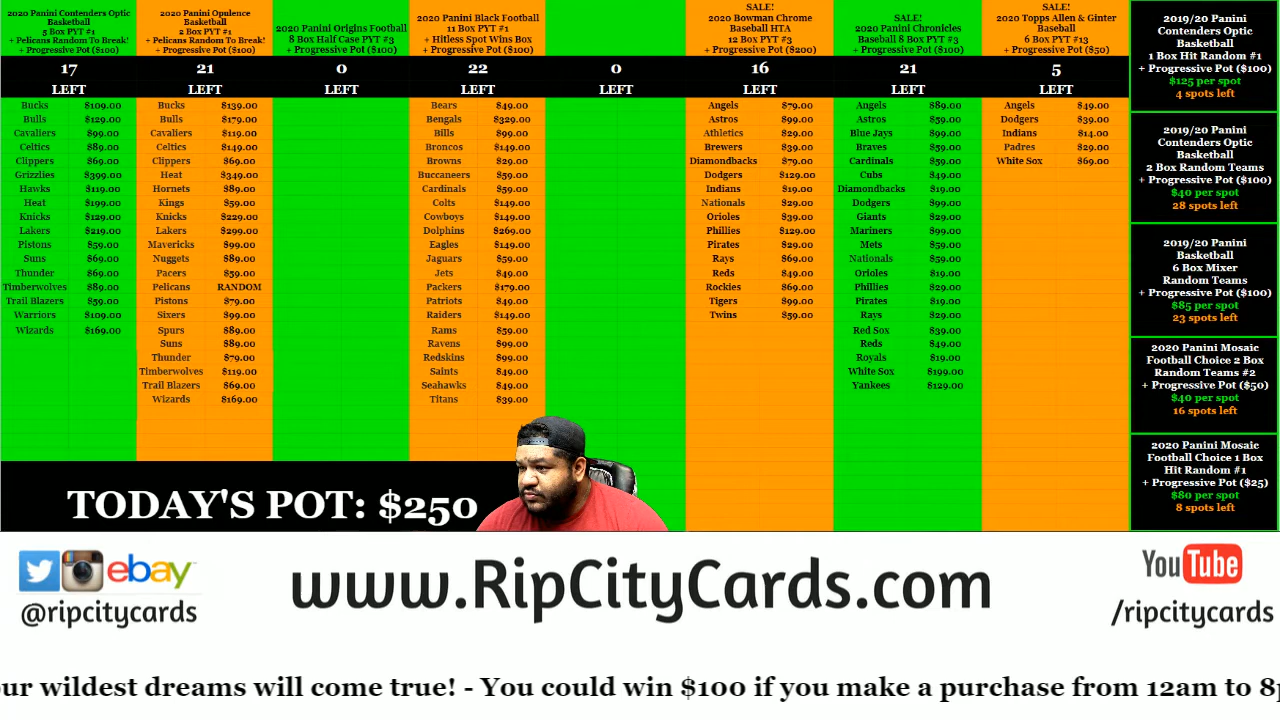 2020 Panini Contenders Optic
Basketball
5 Box PYT #1
+ Pelicans Random To Break!
+ Progressive Pot ($100)
17
LEFT
Bucks $109.00
Bulls $129.00
Cavaliers $99.00
Celtics $89.00
Clippers $69.00
Grizzlies $399.00
Hawks $119.00
Heat $199.00
Knicks $129.00
Lakers $219.00
Pistons $59.00
Suns $69.00
Thunder $69.00
Timberwolves $89.00
Trail Blazers $59.00
Warriors $109.00
Wizards $169.00
2020 Panini Opulence
Basketball
2 Box PYT #1
+ Pelicans Random To Break!
+ Progressive Pot ($100)
21
LEFT
Bucks $139.00
Bulls $179.00
Cavaliers $119.00
Celtics $149.00
Clippers $69.00
Heat $349.00
Hornets $89.00
Kings $59.00
Knicks $229.00
Lakers $299.00
Mavericks $99.00
Nuggets $89.00
Pacers $59.00
Pelicans RANDOM
Pistons $79.00
Sixers $99.00
Spurs $89.00
Suns $89.00
Thunder $79.00
Timberwolves $119.00
Trail Blazers $69.00
Wizards $169.00
2020 Panini Origins Football
8 Box Half Case PYT #3
+ Progressive Pot ($100)
0
LEFT
2020 Panini Black Football
11 Box PYT #1
+ Hitless Spot Wins Box
+ Progressive Pot ($100)
22
LEFT
Bears $49.00
Bengals $329.00
Bills $99.00
Broncos $149.00
Browns $29.00
Buccaneers $59.00
Cardinals $59.00
Colts $149.00
Cowboys $149.00
Dolphins $269.00
Eagles $149.00
Jaguars $59.00
Jets $49.00
Packers $179.00
Patriots $49.00
Raiders $149.00
Rams $59.00
Ravens $99.00
Redskins $99.00
Saints $49.00
Seahawks $49.00
Titans $39.00
0
LEFT
SALE!
2020 Bowman Chrome
Baseball HTA
12 Box PYT #3
+ Progressive Pot ($200)
16
LEFT
Angels $79.00
Astros $99.00
Athletics $29.00
Brewers $39.00
Diamondbacks $79.00
Dodgers $129.00
Indians $19.00
Nationals $29.00
Orioles $39.00
Phillies $129.00
Pirates $29.00
Rays $69.00
Reds $49.00
Rockies $69.00
Tigers $99.00
Twins $59.00
SALE!
2020 Panini Chronicles
Baseball 8 Box PYT #3
+ Progressive Pot ($100)
21
LEFT
Angels $89.00
Astros $59.00
Blue Jays $99.00
Braves $59.00
Cardinals $39.00
Cubs $49.00
Diamondbacks $19.00
Dodgers $99.00
Giants $29.00
Mariners $99.00
Mets $59.00
Nationals $59.00
Orioles $19.00
Phillies $29.00
Pirates $19.00
Rays $29.00
Red Sox $39.00
Reds $49.00
Royals $19.00
White Sox $199.00
Yankees $129.00
SALE!
2020 Topps Allen & Ginter
Baseball
6 Box PYT #13
+ Progressive Pot ($50)
5
LEFT
Angels $49.00
Dodgers $39.00
Indians $14.00
Padres $29.00
White Sox $69.00
2019/20 Panini
Contenders Optic
Basketball
1 Box Hit Random #1
+ Progressive Pot ($100)
$125 per spot
4 spots left
2019/20 Panini
Contenders Optic
Basketball
2 Box Random Teams
+ Progressive Pot ($100)
$40 per spot
28 spots left
2019/20 Panini
Basketball
6 Box Mixer
Random Teams
+ Progressive Pot ($100)
$85 per spot
23 spots left
2020 Panini Mosaic
Football Choice 2 Box
Random Teams #2
+ Progressive Pot ($50)
$40 per spot
16 spots left
2020 Panini Mosaic
Football Choice 1 Box
Hit Random #1
+ Progressive Pot ($25)
$80 per spot
8 spots left
TODAY'S POT: $250
ebay
@ripcitycards
www.RipCityCards.com
YouTube
/ripcitycards
ur wildest dreams will come true! - You could win $100 if you make a purchase from 12am to 8p